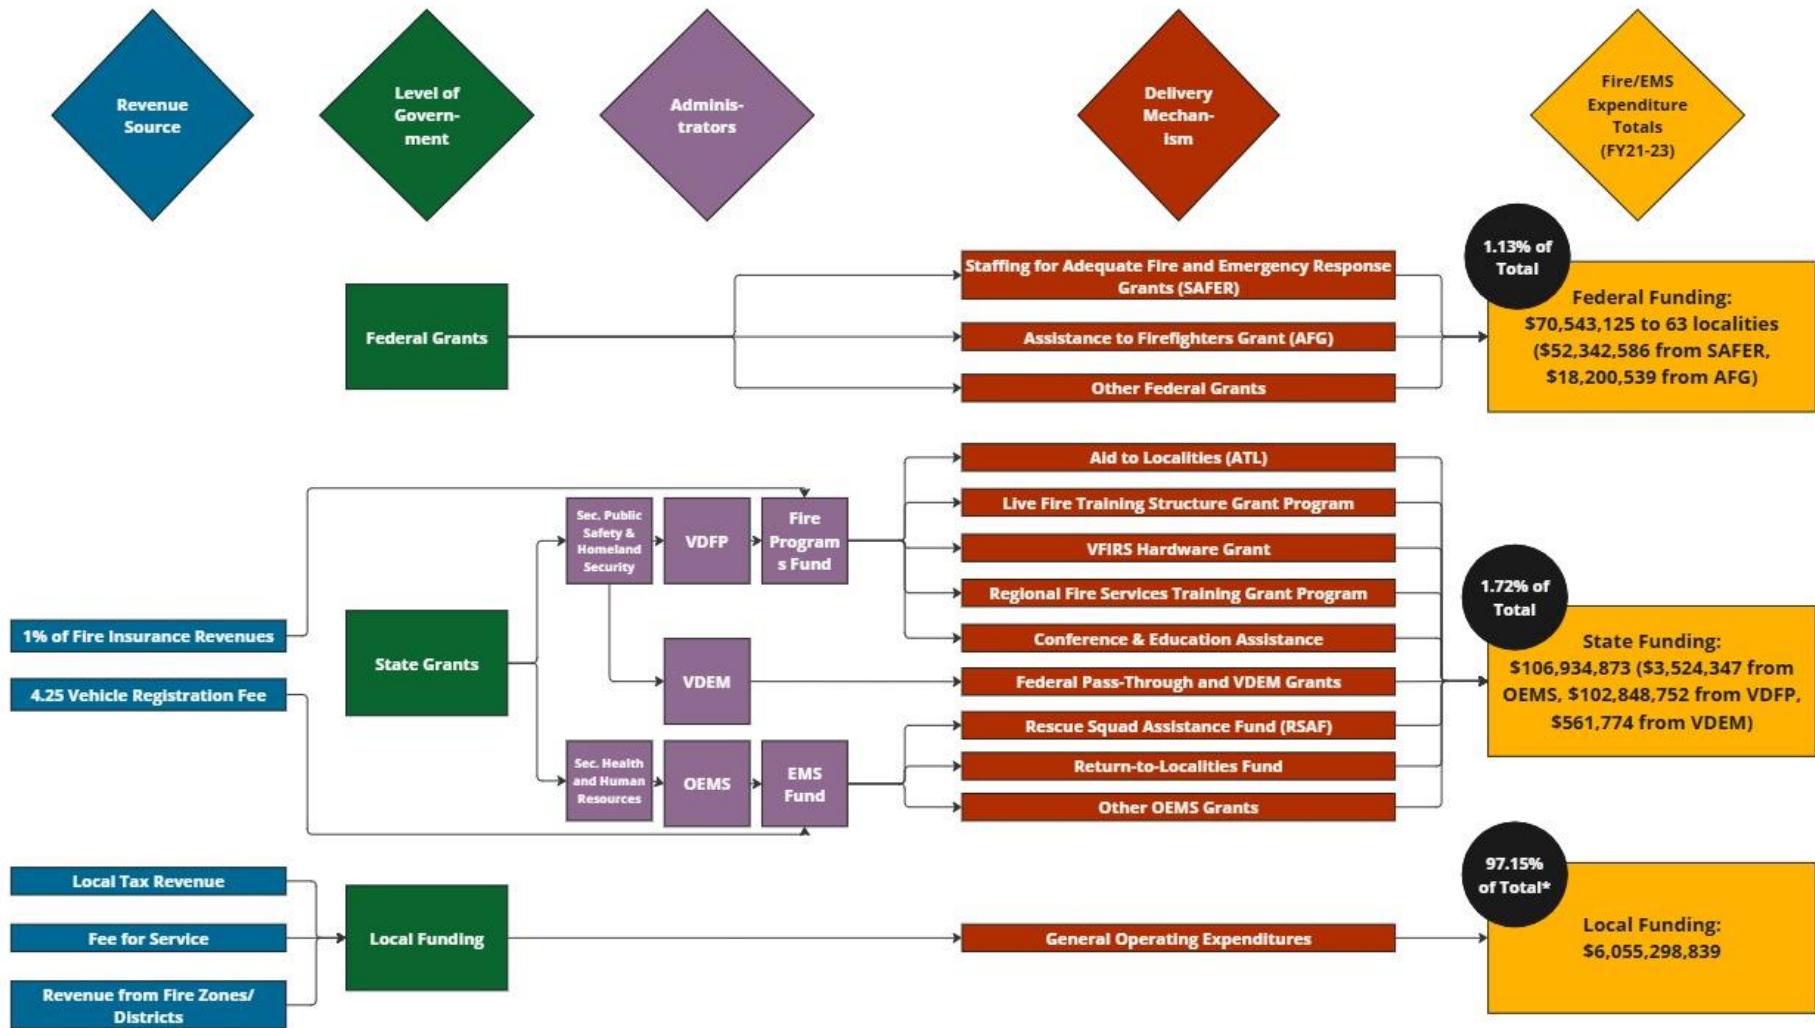 Revenue
Source
Level of
Govern-
ment
Adminis-
trators
Delivery
Mechan-
ism
Fire/EMS
Expenditure
Totals
(FY21-23)
Federal Grants
Staffing for Adequate Fire and Emergency Response
Grants (SAFER)
Assistance to Firefighters Grant (AFG)
Other Federal Grants
1.13% of
Total
Federal Funding:
$70,543,125 to 63 localities
($52,342,586 from SAFER,
$18,200,539 from AFG)
1% of Fire Insurance Revenues
4.25 Vehicle Registration Fee
State Grants
Sec. Public
Safety &
Homeland
Security
VDFP
Fire
Program
s Fund
VDEM
Sec. Health
and Human
Resources
OEMS
EMS
Fund
Aid to Localities (ATL)
Live Fire Training Structure Grant Program
VFIRS Hardware Grant
Regional Fire Services Training Grant Program
Conference & Education Assistance
Federal Pass-Through and VDEM Grants
Rescue Squad Assistance Fund (RSAF)
Return-to-Localities Fund
Other OEMS Grants
1.72% of
Total
State Funding:
$106,934,873 ($3,524,347 from
OEMS, $102,848,752 from VDFP,
$561,774 from VDEM)
Local Tax Revenue
Fee for Service
Revenue from Fire Zones/
Districts
Local Funding
General Operating Expenditures
97.15%
of Total*
Local Funding:
$6,055,298,839